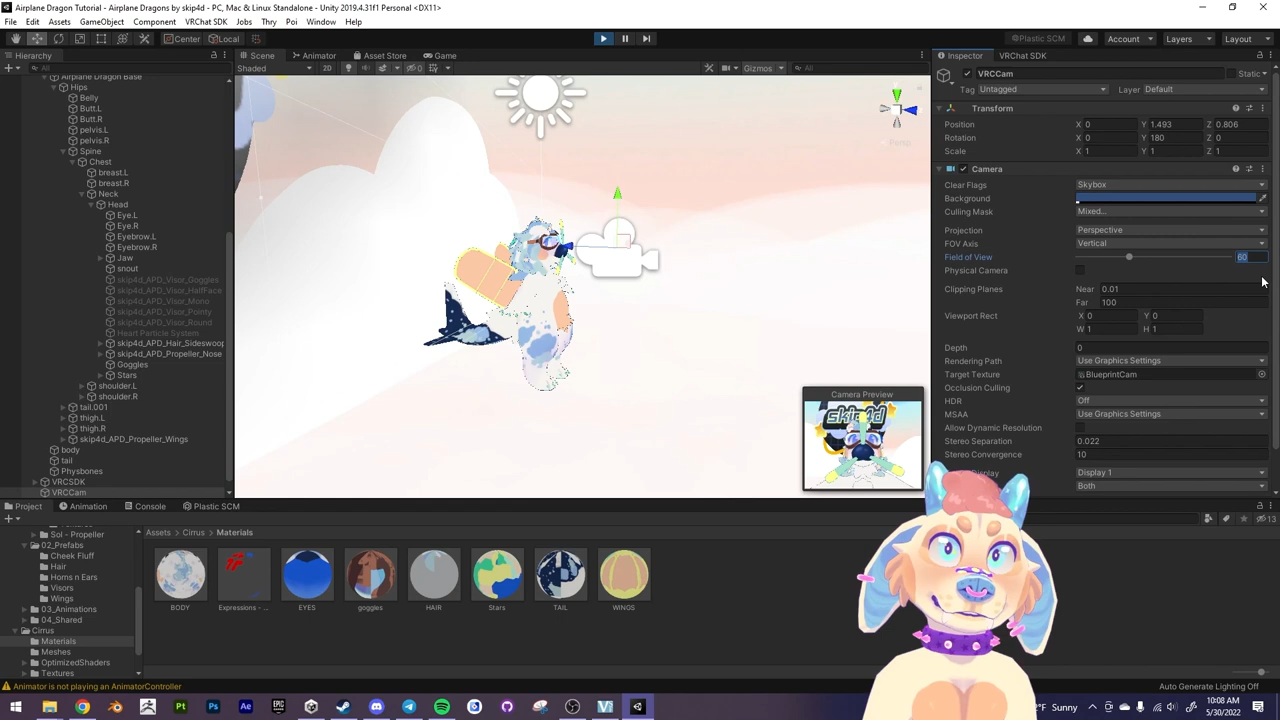 Airplane Dragon Tutorial - Airplane Dragons by skip4d - PC, Mac & Linux Standalone - Unity 2019.4.31f1 Personal <DX11>
File Edit Assets GameObject Component VRChat SDK Jobs Thry Poi Window Help
Center Local Plastic SCM Account Layers Layout
Hierarchy
All
Airplane Dragon Base
Hips
Belly
Butt.L
Butt.R
pelvis.L
pelvis.R
Spine
Chest
breast.L
breast.R
Neck
Head
Eye.L
Eye.R
Eyebrow.L
Eyebrow.R
Jaw
snout
skip4d_APD_Visor_Goggles
skip4d_APD_Visor_HalfFace
skip4d_APD_Visor_Mono
skip4d_APD_Visor_Pointy
skip4d_APD_Visor_Round
Heart Particle System
skip4d_APD_Hair_Sideswoop
skip4d_APD_Propeller_Nose
Goggles
Stars
shoulder.L
shoulder.R
tail.001
thigh.L
thigh.R
skip4d_APD_Propeller_Wings
body
tail
Physbones
VRCSDK
VRCCam
Scene Animator Asset Store Game
Shaded 2D 0 Gizmos All
Persp
Camera Preview
skip4d
Inspector VRChat SDK
VRCCam Static
Tag Untagged Layer Default
Transform
Position X 0 Y 1.493 Z 0.806
Rotation X 0 Y 180 Z 0
Scale X 1 Y 1 Z 1
Camera
Clear Flags Skybox
Background
Culling Mask Mixed...
Projection Perspective
FOV Axis Vertical
Field of View 60
Physical Camera
Clipping Planes Near 0.01
Far 100
Viewport Rect X 0 Y 0
W 1 H 1
Depth 0
Rendering Path Use Graphics Settings
Target Texture BlueprintCam
Occlusion Culling
HDR Off
MSAA Use Graphics Settings
Allow Dynamic Resolution
Stereo Separation 0.022
Stereo Convergence 10
Display Display 1
Both
Project Animation Console Plastic SCM
13
Sol - Propeller
02_Prefabs
Cheek Fluff
Hair
Horns n Ears
Visors
Wings
03_Animations
04_Shared
Cirrus
Materials
Meshes
OptimizedShaders
Textures
Assets > Cirrus > Materials
BODY Expressions - ... EYES goggles HAIR Stars TAIL WINGS
Animator is not playing an AnimatorController
Auto Generate Lighting Off
°F Sunny
10:08 AM
5/30/2022